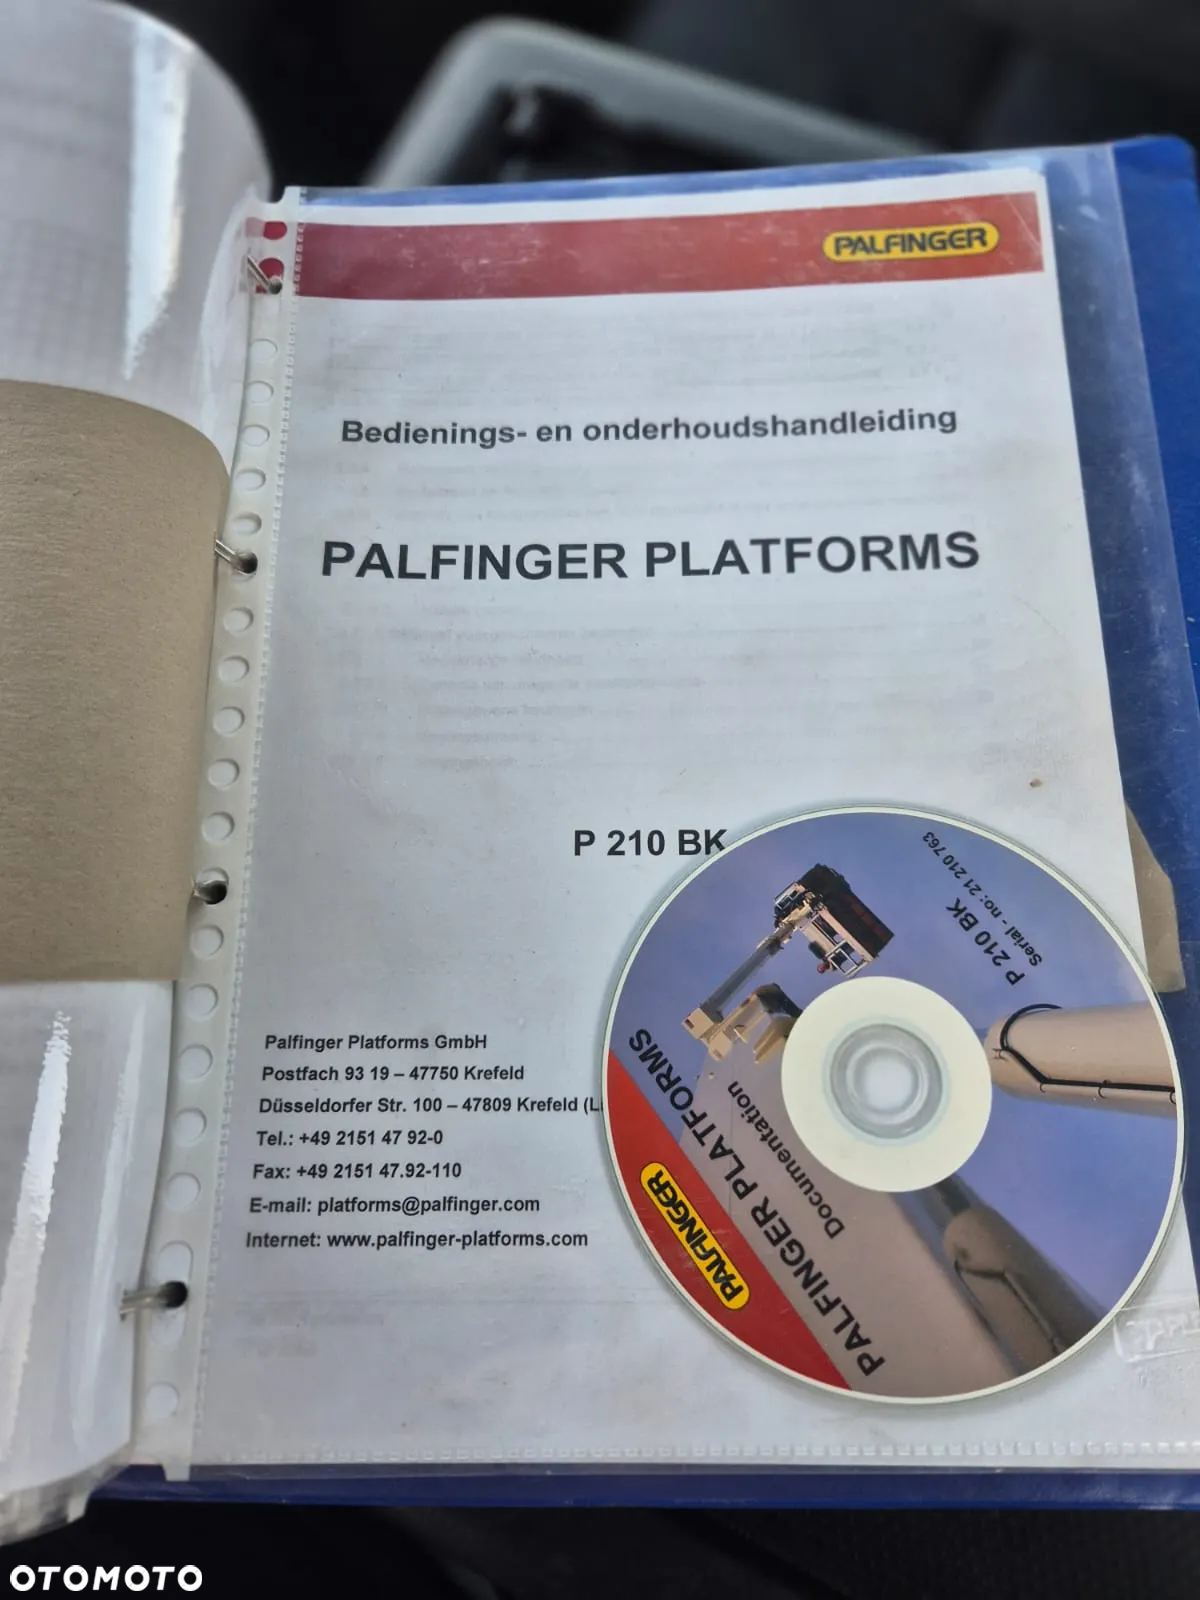 PALFINGER
Bedienings- en onderhoudshandleiding
PALFINGER PLATFORMS
P 210 BK
Palfinger Platforms GmbH
Postfach 93 19 – 47750 Krefeld
Düsseldorfer Str. 100 – 47809 Krefeld (L
Tel.: +49 2151 47 92-0
Fax: +49 2151 47.92-110
E-mail: platforms@palfinger.com
Internet: www.palfinger-platforms.com
P 210 BK
Serial - no: 21 210 763
PALFINGER PLATFORMS
Documentation
PALFINGER
OTOMOTO